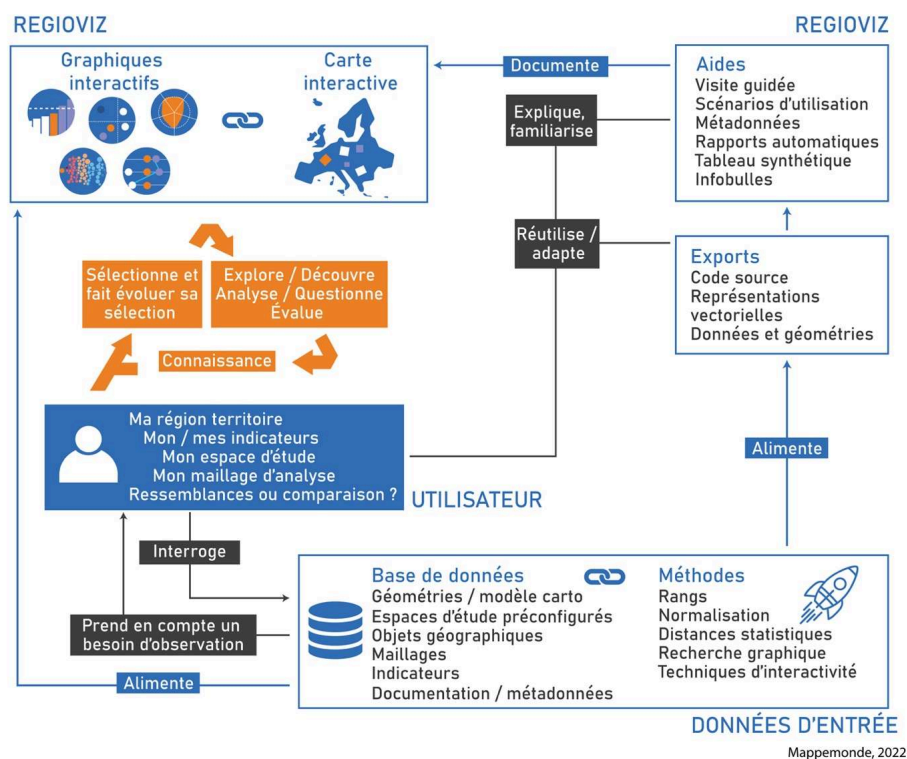 REGIOVIZ
REGIOVIZ
Graphiques
interactifs
Carte
interactive
Documente
Aides
Visite guidée
Scénarios d'utilisation
Métadonnées
Rapports automatiques
Tableau synthétique
Infobulles
Explique,
familiarise
Réutilise /
adapte
Exports
Code source
Représentations
vectorielles
Données et géométries
Sélectionne et
fait évoluer sa
sélection
Explore / Découvre
Analyse / Questionne
Évalue
Connaissance
Ma région territoire
Mon / mes indicateurs
Mon espace d'étude
Mon maillage d'analyse
Ressemblances ou comparaison ?
UTILISATEUR
Alimente
Interroge
Prend en compte un
besoin d'observation
Alimente
Base de données
Géométries / modèle carto
Espaces d'étude préconfigurés
Objets géographiques
Maillages
Indicateurs
Documentation / métadonnées
Méthodes
Rangs
Normalisation
Distances statistiques
Recherche graphique
Techniques d'interactivité
DONNÉES D'ENTRÉE
Mappemonde, 2022